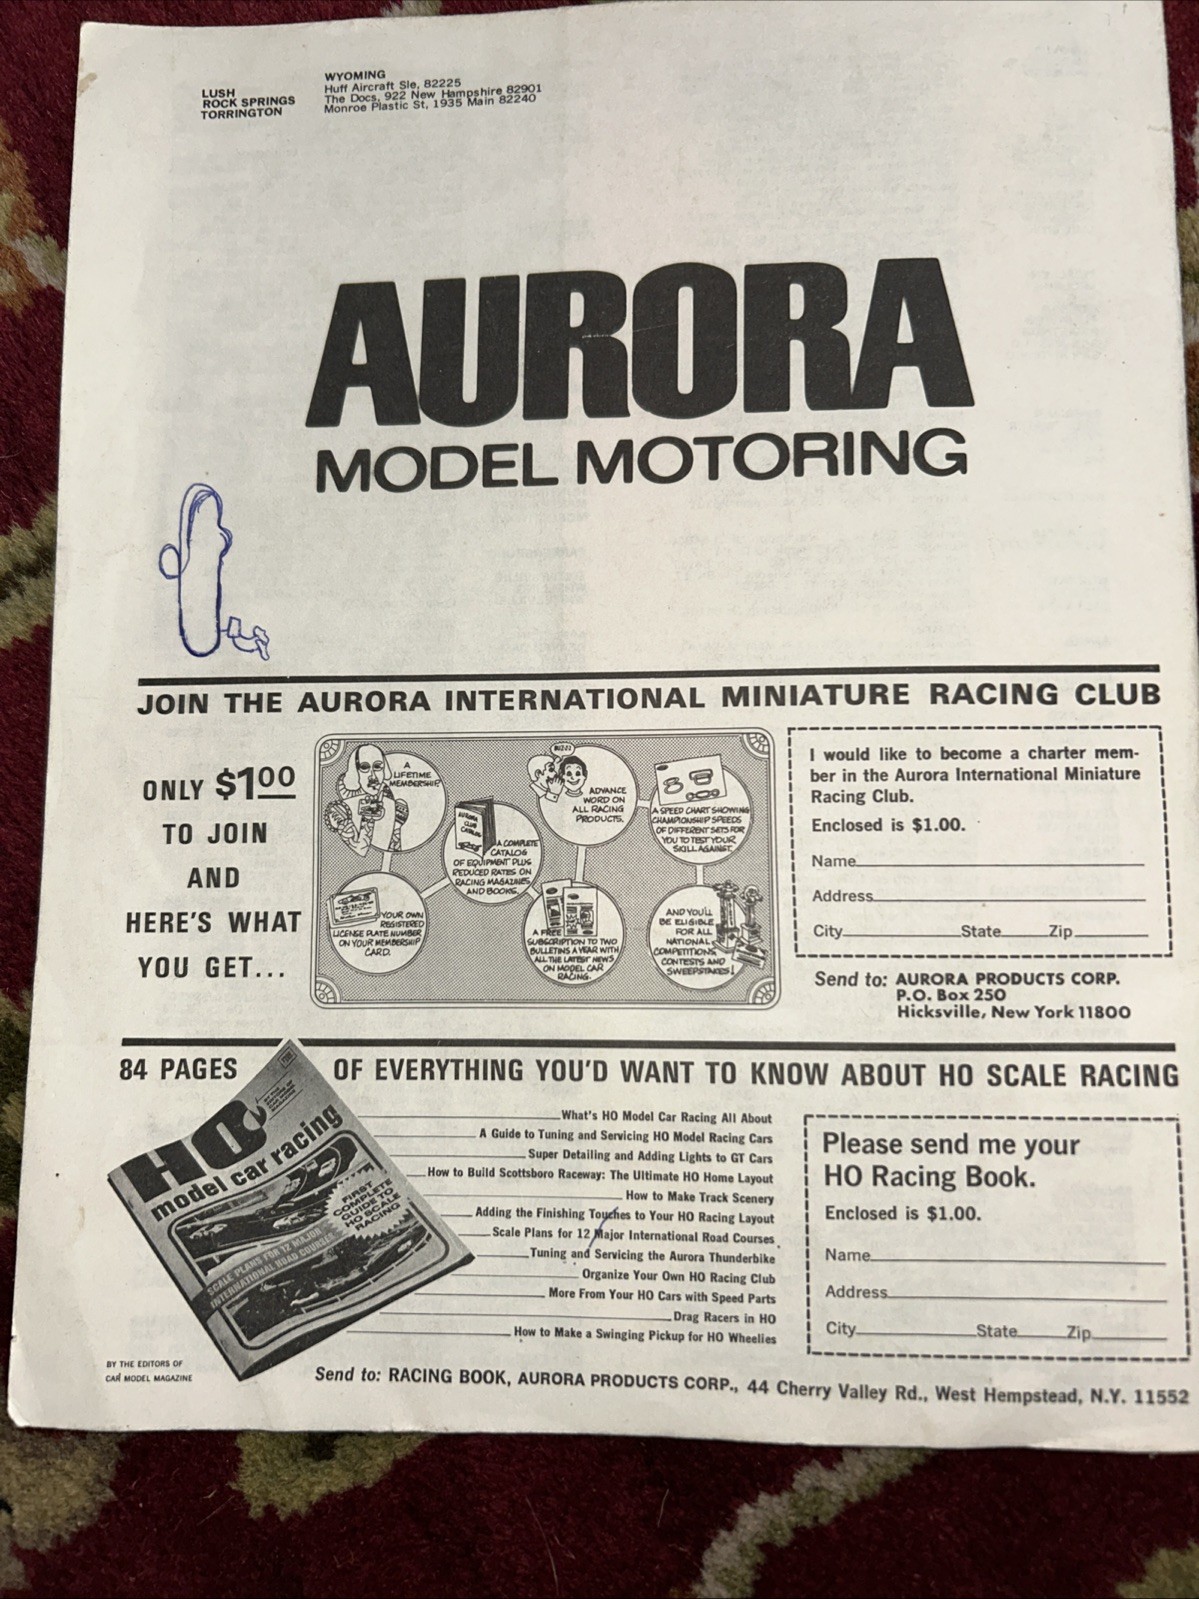 WYOMING
LUSH Huff Aircraft Sle, 82225
ROCK SPRINGS The Docs, 922 New Hampshire 82901
TORRINGTON Monroe Plastic St, 1935 Main 82240
AURORA
MODEL MOTORING
JOIN THE AURORA INTERNATIONAL MINIATURE RACING CLUB
ONLY $1.00
TO JOIN
AND
HERE'S WHAT
YOU GET...
A
LIFETIME
MEMBERSHIP.
AURORA
CLUB
CATALOG
A COMPLETE
CATALOG
OF EQUIPMENT PLUS
REDUCED RATES ON
RACING MAGAZINES
AND BOOKS.
BUZZ!
ADVANCE
WORD ON
ALL RACING
PRODUCTS.
A SPEED CHART SHOWING
CHAMPIONSHIP SPEEDS
OF DIFFERENT SETS FOR
YOU TO TEST YOUR
SKILL AGAINST.
YOUR OWN
REGISTERED
LICENSE PLATE NUMBER
ON YOUR MEMBERSHIP
CARD.
A FREE
SUBSCRIPTION TO TWO
BULLETINS A YEAR WITH
ALL THE LATEST NEWS
ON MODEL CAR
RACING.
AND YOU'LL
BE ELIGIBLE
FOR ALL
NATIONAL
COMPETITIONS,
CONTESTS AND
SWEEPSTAKES!
I would like to become a charter mem-
ber in the Aurora International Miniature
Racing Club.
Enclosed is $1.00.
Name
Address
City State Zip
Send to: AURORA PRODUCTS CORP.
P.O. Box 250
Hicksville, New York 11800
84 PAGES OF EVERYTHING YOU'D WANT TO KNOW ABOUT HO SCALE RACING
HO
model car racing
FIRST
COMPLETE
GUIDE TO
HO SCALE
RACING
SCALE PLANS FOR 12 MAJOR
INTERNATIONAL ROAD COURSES
BY THE EDITORS OF
CAR MODEL MAGAZINE
What's HO Model Car Racing All About
A Guide to Tuning and Servicing HO Model Racing Cars
Super Detailing and Adding Lights to GT Cars
How to Build Scottsboro Raceway: The Ultimate HO Home Layout
How to Make Track Scenery
Adding the Finishing Touches to Your HO Racing Layout
Scale Plans for 12 Major International Road Courses
Tuning and Servicing the Aurora Thunderbike
Organize Your Own HO Racing Club
More From Your HO Cars with Speed Parts
Drag Racers in HO
How to Make a Swinging Pickup for HO Wheelies
Please send me your
HO Racing Book.
Enclosed is $1.00.
Name
Address
City State Zip
Send to: RACING BOOK, AURORA PRODUCTS CORP., 44 Cherry Valley Rd., West Hempstead, N.Y. 11552